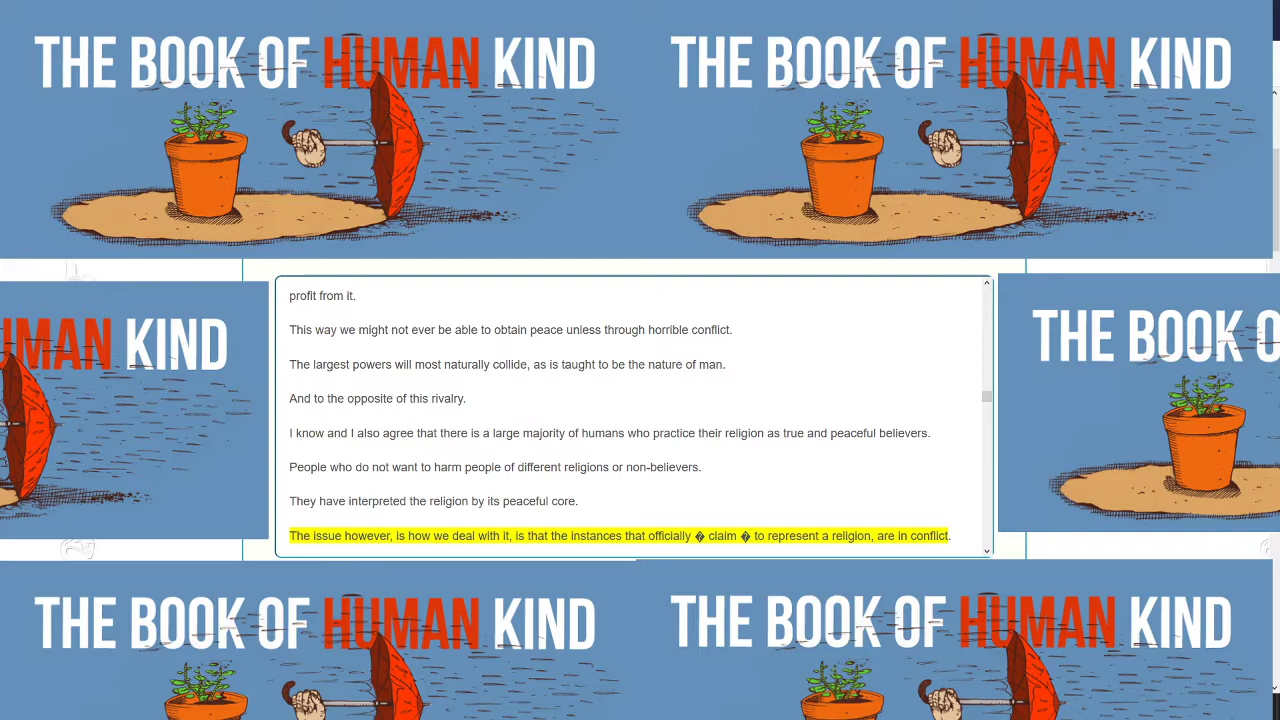 THE BOOK OF HUMAN KIND THE BOOK OF HUMAN KIND
profit from it.
This way we might not ever be able to obtain peace unless through horrible conflict.
The largest powers will most naturally collide, as is taught to be the nature of man.
And to the opposite of this rivalry.
I know and I also agree that there is a large majority of humans who practice their religion as true and peaceful believers.
People who do not want to harm people of different religions or non-believers.
They have interpreted the religion by its peaceful core.
The issue however, is how we deal with it, is that the instances that officially � claim � to represent a religion, are in conflict.
UMAN KIND
THE BOOK O
THE BOOK OF HUMAN KIND THE BOOK OF HUMAN KIND